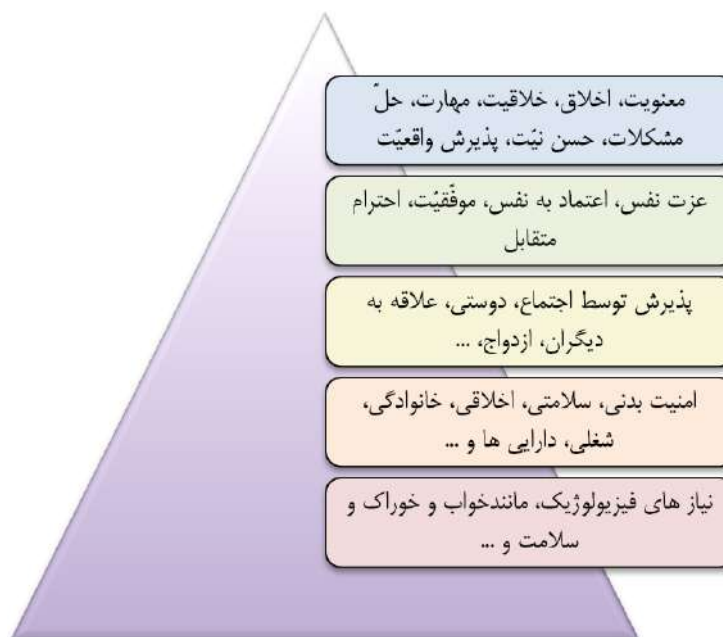 معنویت، اخلاق، خلاقیت، مهارت، حلّ
مشکلات، حسن نیّت، پذیرش واقعیّت
عزت نفس، اعتماد به نفس، موفّقیّت، احترام
متقابل
پذیرش توسط اجتماع، دوستی، علاقه به
دیگران، ازدواج، ...
امنیت بدنی، سلامتی، اخلاقی، خانوادگی،
شغلی، دارایی ها و ...
نیاز های فیزیولوژیک، مانندخواب و خوراک و
سلامت و ...